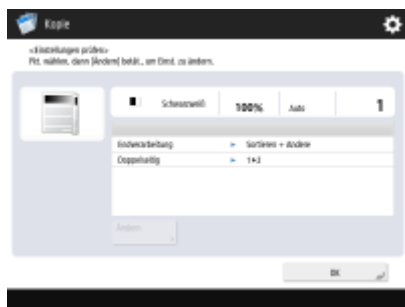 Kopie
<Einstellungen prüfen>
Pkt. wählen, dann [Ändern] betät., um Einst. zu ändern.
Schwarzweiß 100% Auto 1
Endverarbeitung ► Sortieren + Andere
Doppelseitig ► 1►2
Ändern
OK